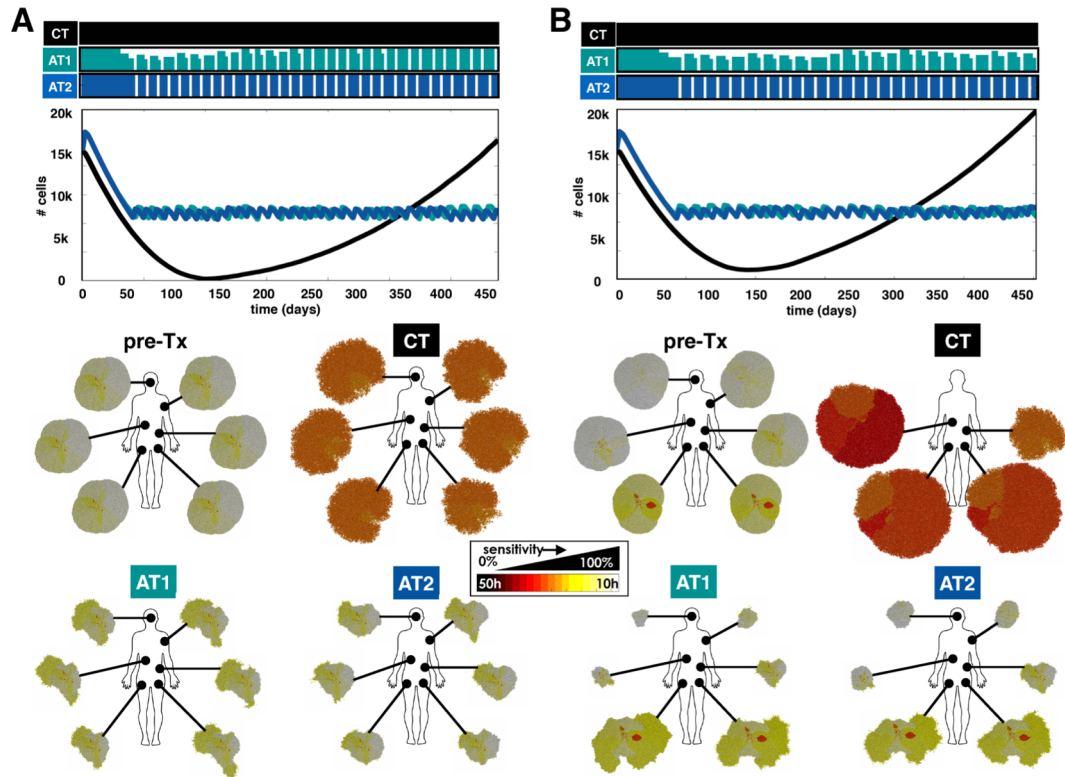 A
CT
AT1
AT2
20k
15k
10k
5k
0
# cells
0 50 100 150 200 250 300 350 400 450
time (days)
pre-Tx
CT
AT1
AT2
B
CT
AT1
AT2
20k
15k
10k
5k
0
# cells
0 50 100 150 200 250 300 350 400 450
time (days)
pre-Tx
CT
AT1
AT2
sensitivity→
0% 100%
50h 10h